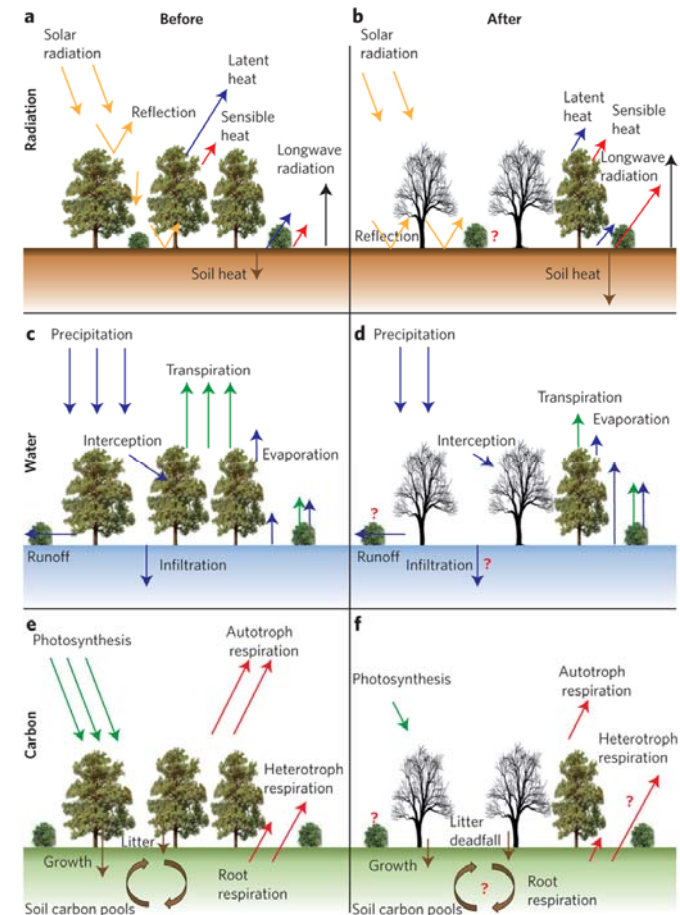 a
Before
b
After
Radiation
Solar
radiation
Reflection
Latent
heat
Sensible
heat
Longwave
radiation
Soil heat
Solar
radiation
Latent
heat
Sensible
heat
Longwave
radiation
Reflection
?
Soil heat
Water
c
Precipitation
Transpiration
Interception
Evaporation
Runoff
Infiltration
d
Precipitation
Transpiration
Evaporation
Interception
?
Runoff
Infiltration ?
Carbon
e
Photosynthesis
Autotroph
respiration
Heterotroph
respiration
Litter
Growth
Root
respiration
Soil carbon pools
f
Photosynthesis
Autotroph
respiration
Heterotroph
respiration
?
?
Litter
deadfall
Growth
?
Root
respiration
Soil carbon pools